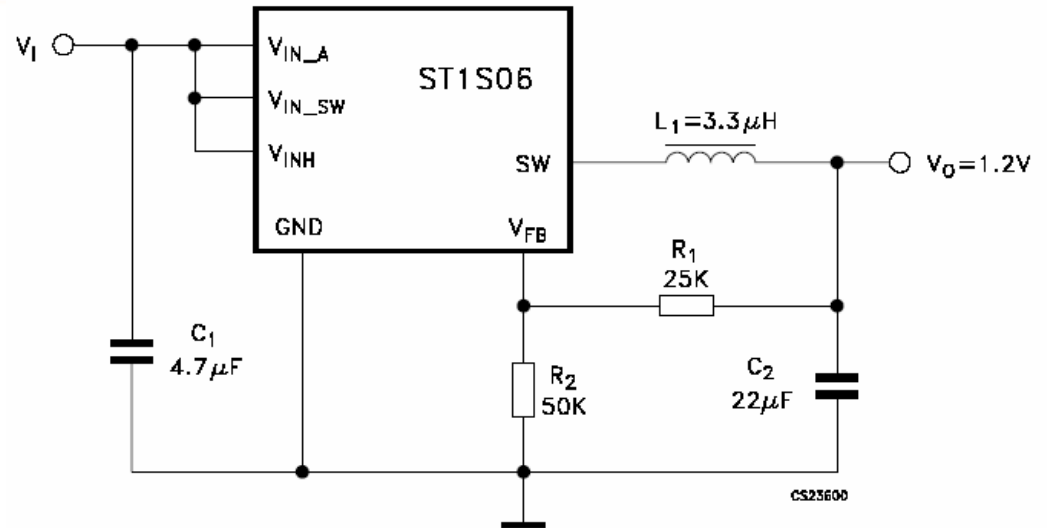 V_I
V_IN_A
V_IN_SW
V_INH
ST1S06
SW
GND
V_FB
L_1=3.3μH
V_O=1.2V
R_1
25K
C_1
4.7μF
R_2
50K
C_2
22μF
CS23600